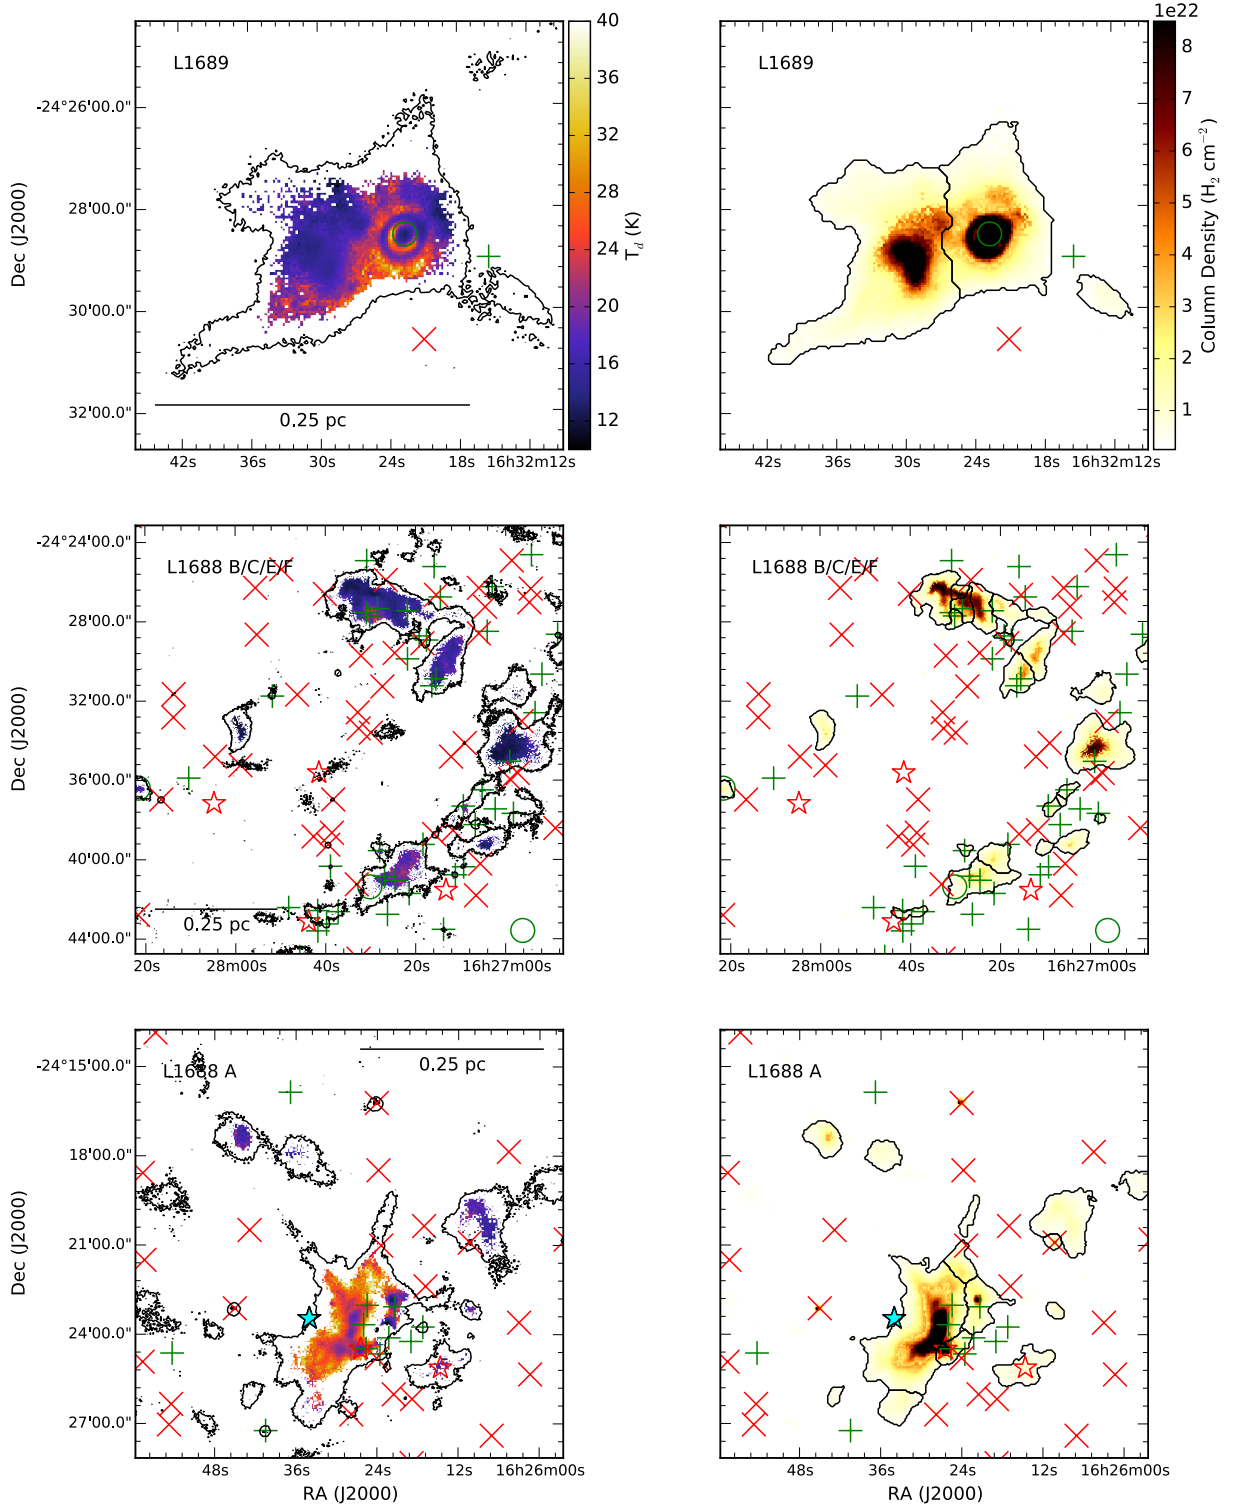 L1689
-24°26'00.0"
28'00.0"
30'00.0"
32'00.0"
Dec (J2000)
0.25 pc
42s 36s 30s 24s 18s 16h32m12s
40
36
32
28
24
20
16
12
T_d (K)
L1689
42s 36s 30s 24s 18s 16h32m12s
1e22
8
7
6
5
4
3
2
1
Column Density (H₂ cm⁻²)
L1688 B/C/E/F
-24°24'00.0"
28'00.0"
32'00.0"
36'00.0"
40'00.0"
44'00.0"
Dec (J2000)
0.25 pc
20s 28m00s 40s 20s 16h27m00s
L1688 B/C/E/F
20s 28m00s 40s 20s 16h27m00s
L1688 A
0.25 pc
-24°15'00.0"
18'00.0"
21'00.0"
24'00.0"
27'00.0"
Dec (J2000)
48s 36s 24s 12s 16h26m00s
RA (J2000)
L1688 A
48s 36s 24s 12s 16h26m00s
RA (J2000)